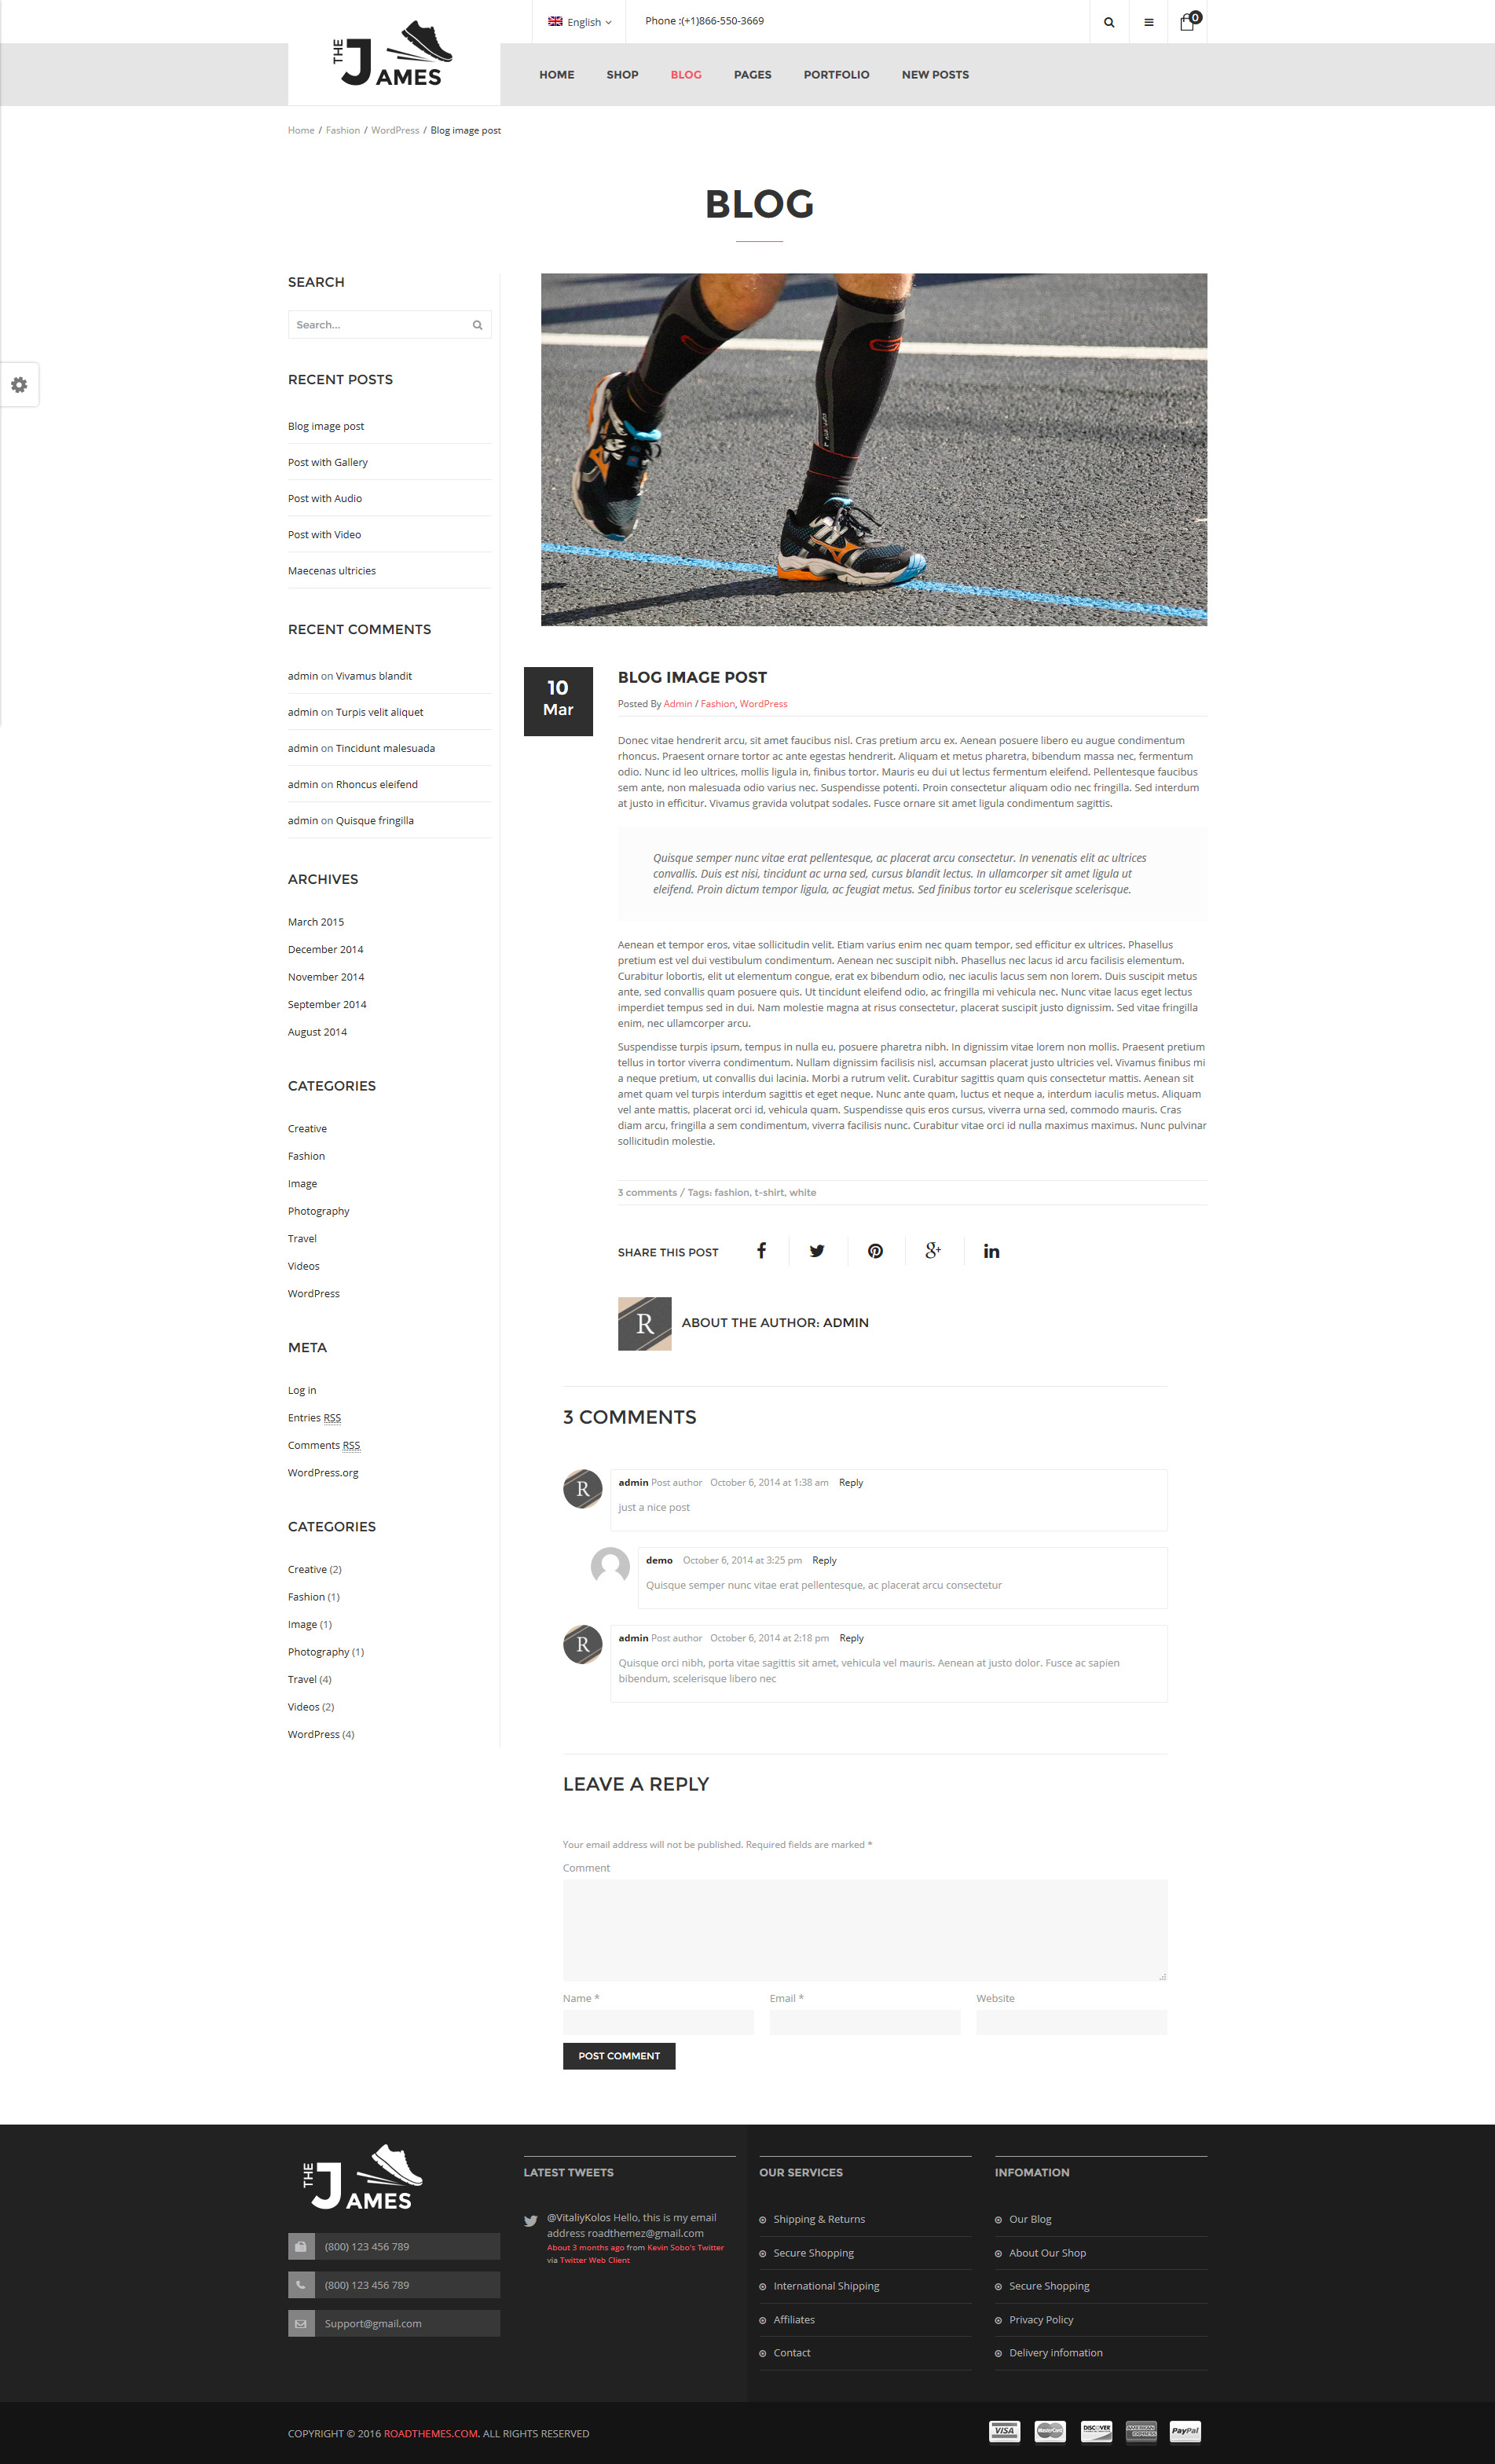 English
Phone :(+1)866-550-3669
0
THE JAMES
HOME SHOP BLOG PAGES PORTFOLIO NEW POSTS
Home / Fashion / WordPress / Blog image post
BLOG
SEARCH
Search...
RECENT POSTS
Blog image post
Post with Gallery
Post with Audio
Post with Video
Maecenas ultricies
RECENT COMMENTS
admin on Vivamus blandit
admin on Turpis velit aliquet
admin on Tincidunt malesuada
admin on Rhoncus eleifend
admin on Quisque fringilla
ARCHIVES
March 2015
December 2014
November 2014
September 2014
August 2014
CATEGORIES
Creative
Fashion
Image
Photography
Travel
Videos
WordPress
META
Log in
Entries RSS
Comments RSS
WordPress.org
CATEGORIES
Creative (2)
Fashion (1)
Image (1)
Photography (1)
Travel (4)
Videos (2)
WordPress (4)
10
Mar
BLOG IMAGE POST
Posted By Admin / Fashion, WordPress
Donec vitae hendrerit arcu, sit amet faucibus nisl. Cras pretium arcu ex. Aenean posuere libero eu augue condimentum
rhoncus. Praesent ornare tortor ac ante egestas hendrerit. Aliquam et metus pharetra, bibendum massa nec, fermentum
odio. Nunc id leo ultrices, mollis ligula in, finibus tortor. Mauris eu dui ut lectus fermentum eleifend. Pellentesque faucibus
sem ante, non malesuada odio varius nec. Suspendisse potenti. Proin consectetur aliquam odio nec fringilla. Sed interdum
at justo in efficitur. Vivamus gravida volutpat sodales. Fusce ornare sit amet ligula condimentum sagittis.
Quisque semper nunc vitae erat pellentesque, ac placerat arcu consectetur. In venenatis elit ac ultrices
convallis. Duis est nisi, tincidunt ac urna sed, cursus blandit lectus. In ullamcorper sit amet ligula ut
eleifend. Proin dictum tempor ligula, ac feugiat metus. Sed finibus tortor eu scelerisque scelerisque.
Aenean et tempor eros, vitae sollicitudin velit. Etiam varius enim nec quam tempor, sed efficitur ex ultrices. Phasellus
pretium est vel dui vestibulum condimentum. Aenean nec suscipit nibh. Phasellus nec lacus id arcu facilisis elementum.
Curabitur lobortis, elit ut elementum congue, erat ex bibendum odio, nec iaculis lacus sem non lorem. Duis suscipit metus
ante, sed convallis quam posuere quis. Ut tincidunt eleifend odio, ac fringilla mi vehicula nec. Nunc vitae lacus eget lectus
imperdiet tempus sed in dui. Nam molestie magna at risus consectetur, placerat suscipit justo dignissim. Sed vitae fringilla
enim, nec ullamcorper arcu.
Suspendisse turpis ipsum, tempus in nulla eu, posuere pharetra nibh. In dignissim vitae lorem non mollis. Praesent pretium
tellus in tortor viverra condimentum. Nullam dignissim facilisis nisl, accumsan placerat justo ultricies vel. Vivamus finibus mi
a neque pretium, ut convallis dui lacinia. Morbi a rutrum velit. Curabitur sagittis quam quis consectetur mattis. Aenean sit
amet quam vel turpis interdum sagittis et eget neque. Nunc ante quam, luctus et neque a, interdum iaculis metus. Aliquam
vel ante mattis, placerat orci id, vehicula quam. Suspendisse quis eros cursus, viverra urna sed, commodo mauris. Cras
diam arcu, fringilla a sem condimentum, viverra facilisis nunc. Curabitur vitae orci id nulla maximus maximus. Nunc pulvinar
sollicitudin molestie.
3 comments / Tags: fashion, t-shirt, white
SHARE THIS POST
R
ABOUT THE AUTHOR: ADMIN
3 COMMENTS
R
admin Post author October 6, 2014 at 1:38 am Reply
just a nice post
demo October 6, 2014 at 3:25 pm Reply
Quisque semper nunc vitae erat pellentesque, ac placerat arcu consectetur
R
admin Post author October 6, 2014 at 2:18 pm Reply
Quisque orci nibh, porta vitae sagittis sit amet, vehicula vel mauris. Aenean at justo dolor. Fusce ac sapien
bibendum, scelerisque libero nec
LEAVE A REPLY
Your email address will not be published. Required fields are marked *
Comment
Name * Email * Website
POST COMMENT
THE JAMES
(800) 123 456 789
(800) 123 456 789
Support@gmail.com
LATEST TWEETS
@VitaliyKolos Hello, this is my email
address roadthemez@gmail.com
About 3 months ago from Kevin Sobo's Twitter
via Twitter Web Client
OUR SERVICES
Shipping & Returns
Secure Shopping
International Shipping
Affiliates
Contact
INFOMATION
Our Blog
About Our Shop
Secure Shopping
Privacy Policy
Delivery infomation
COPYRIGHT © 2016 ROADTHEMES.COM. ALL RIGHTS RESERVED
VISA MasterCard DISCOVER AMERICAN EXPRESS PayPal